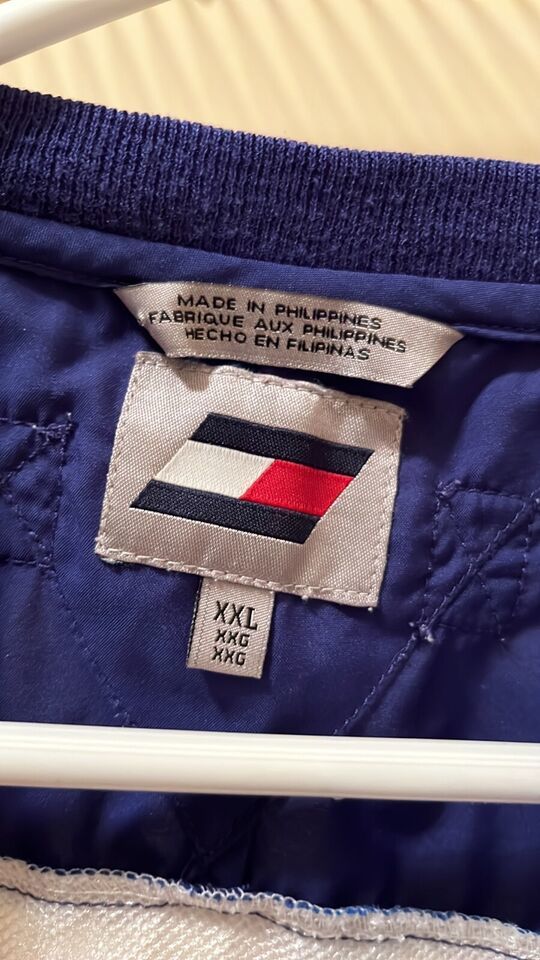 MADE IN PHILIPPINES
FABRIQUE AUX PHILIPPINES
HECHO EN FILIPINAS
XXL
XXG
XXG